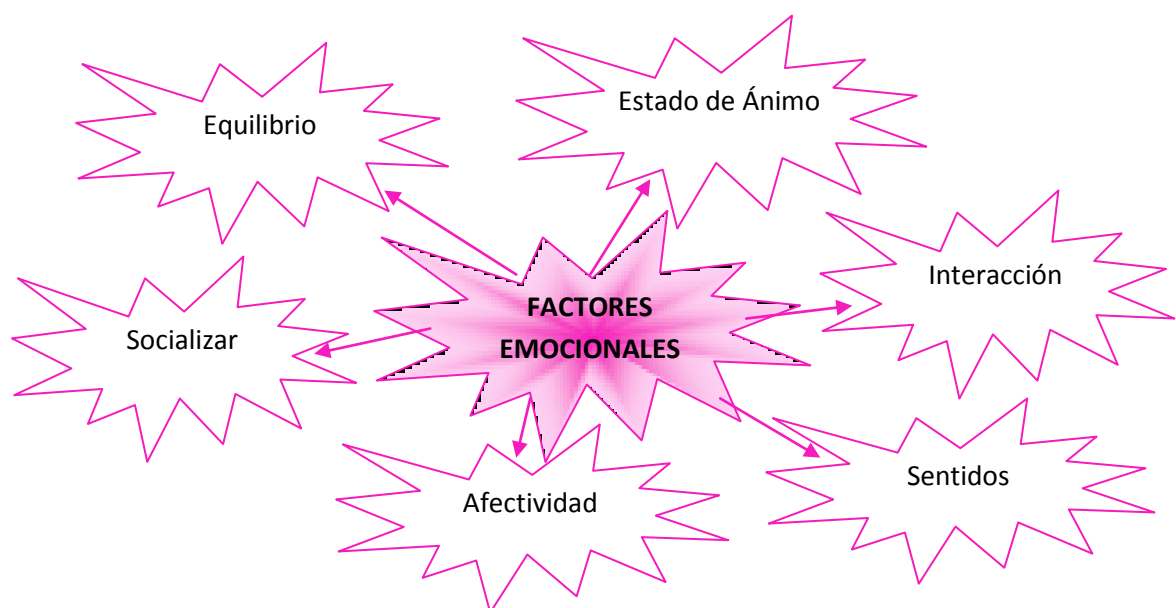 Estado de Ánimo
Equilibrio
Interacción
FACTORES
EMOCIONALES
Socializar
Sentidos
Afectividad